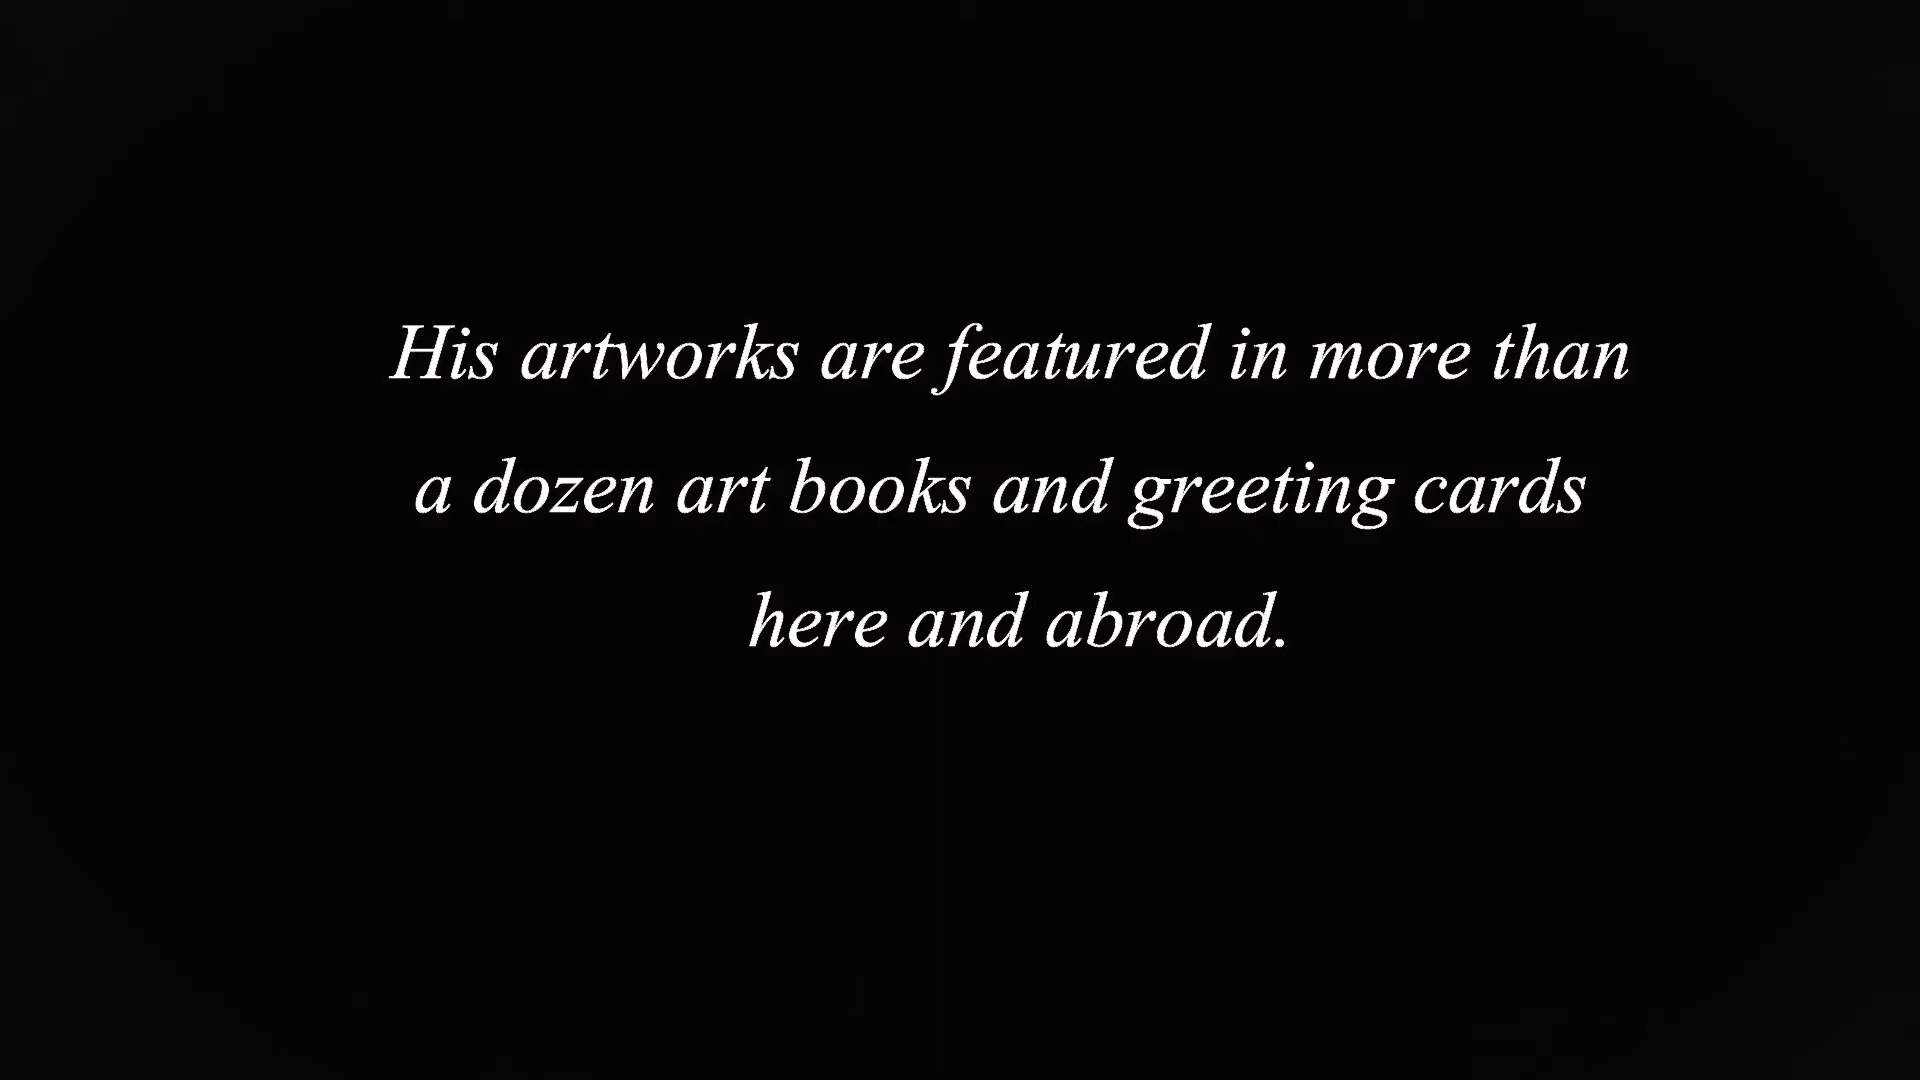 His artworks are featured in more than
a dozen art books and greeting cards
here and abroad.